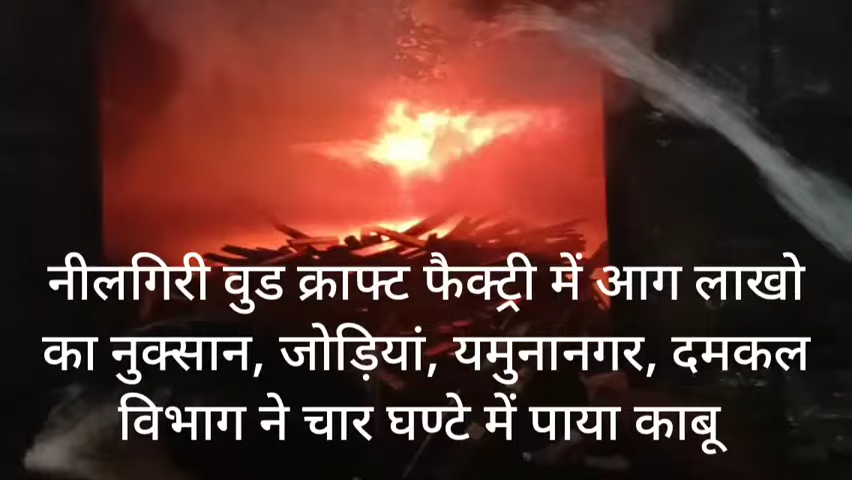 नीलगिरी वुड क्राफ्ट फैक्ट्री में आग लाखो
का नुक्सान, जोड़ियां, यमुनानगर, दमकल
विभाग ने चार घण्टे में पाया काबू